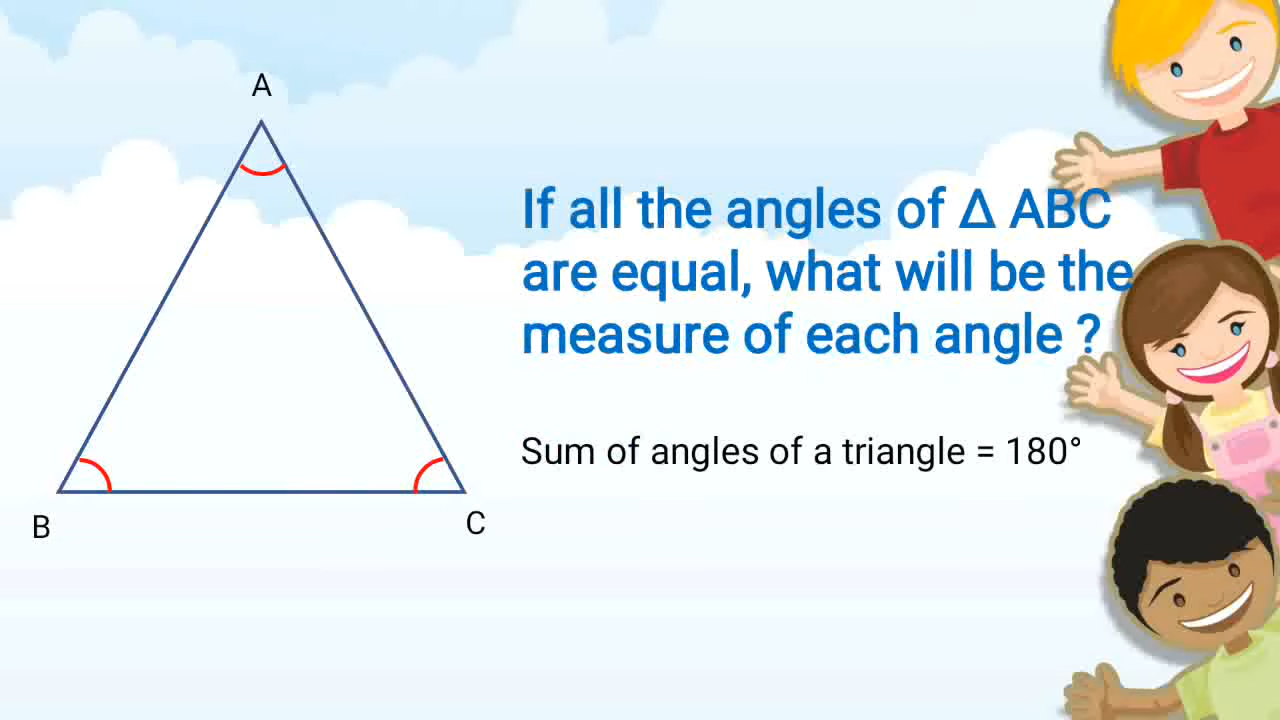 A
If all the angles of Δ ABC
are equal, what will be the
measure of each angle ?
Sum of angles of a triangle = 180°
B
C